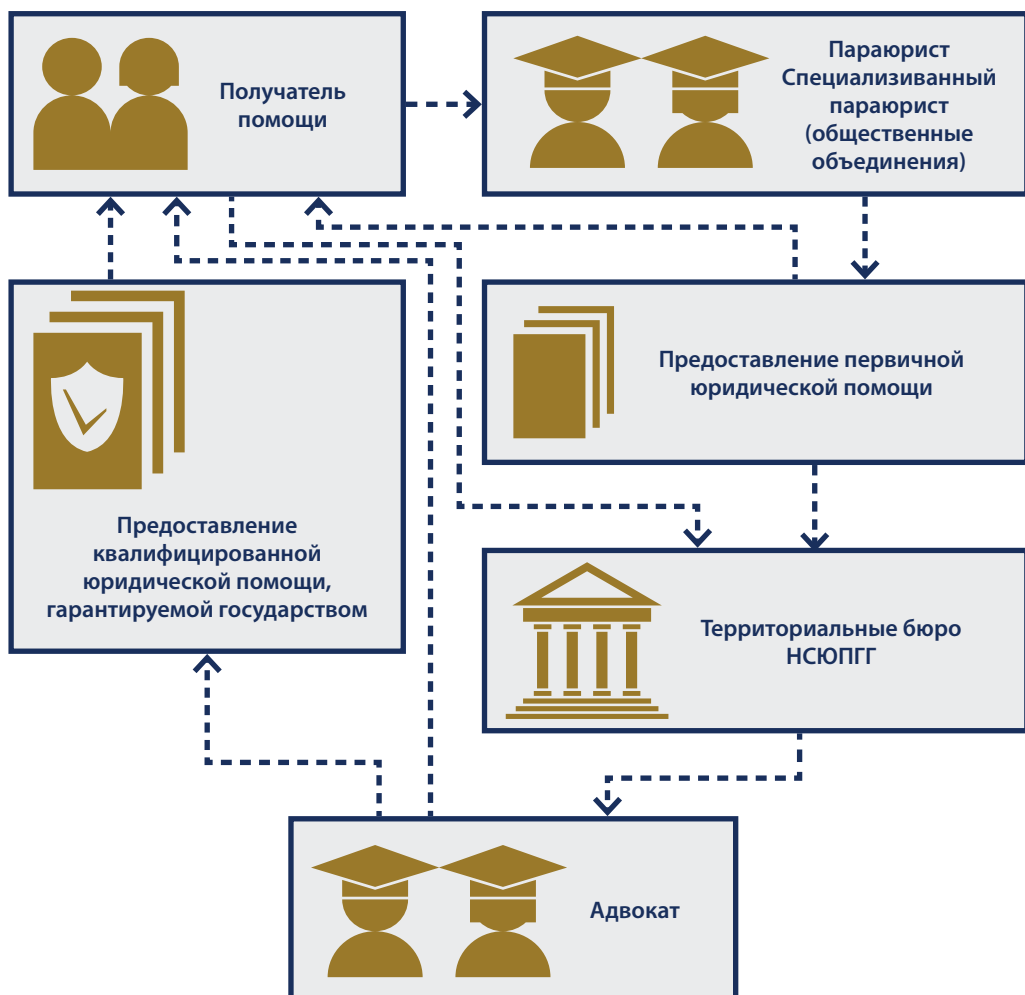 Получатель
помощи
Параюрист
Специализиванный
параюрист
(общественные
объединения)
Предоставление первичной
юридической помощи
Предоставление
квалифицированной
юридической помощи,
гарантируемой государством
Территориальные бюро
НСЮПГГ
Адвокат